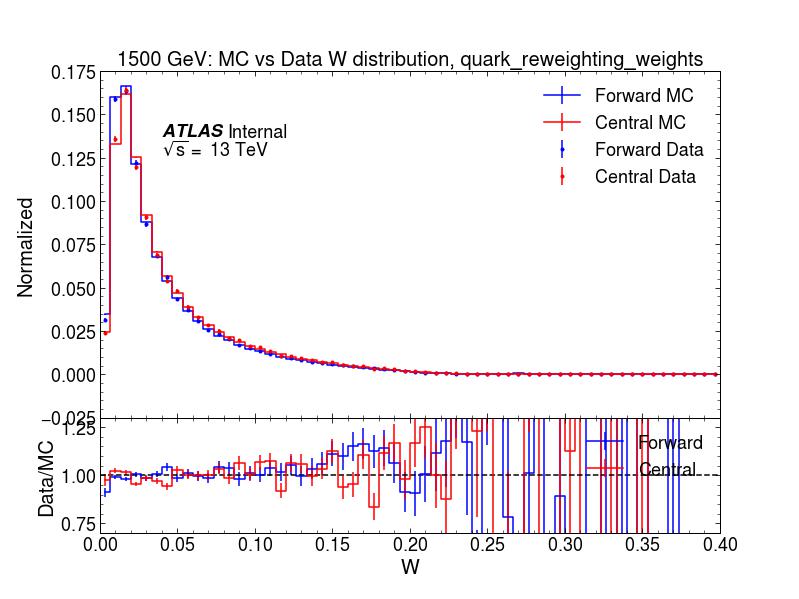 1500 GeV: MC vs Data W distribution, quark_reweighting_weights
0.175
0.150
0.125
0.100
0.075
0.050
0.025
0.000
−0.025
Normalized
ATLAS Internal
√s = 13 TeV
Forward MC
Central MC
Forward Data
Central Data
1.25
1.00
0.75
Data/MC
Forward
Central
0.00 0.05 0.10 0.15 0.20 0.25 0.30 0.35 0.40
W